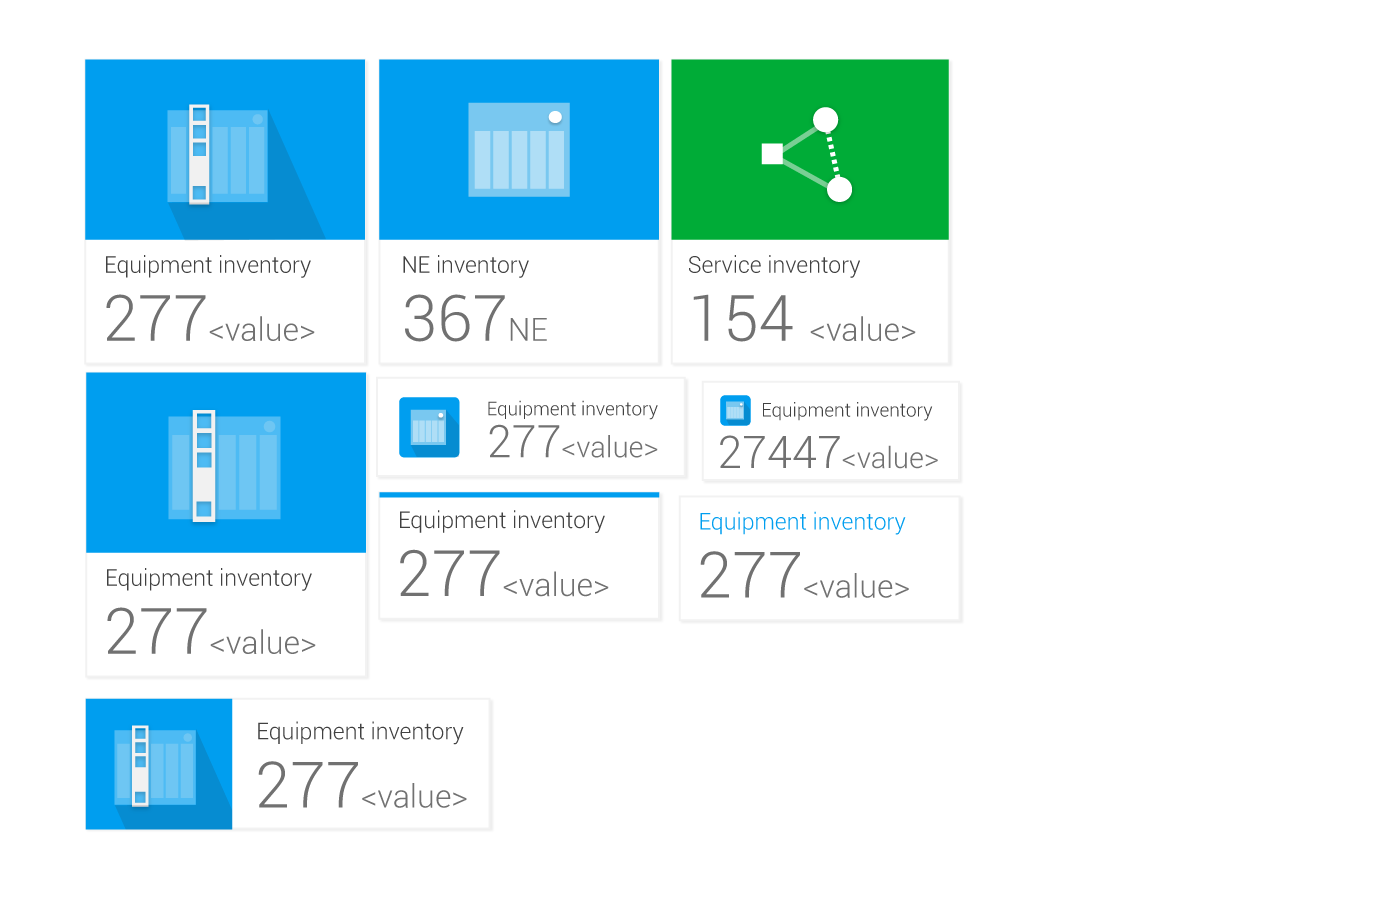 Equipment inventory
277<value>
NE inventory
367NE
Service inventory
154 <value>
Equipment inventory
277<value>
Equipment inventory
277<value>
Equipment inventory
27447<value>
Equipment inventory
277<value>
Equipment inventory
277<value>
Equipment inventory
277<value>